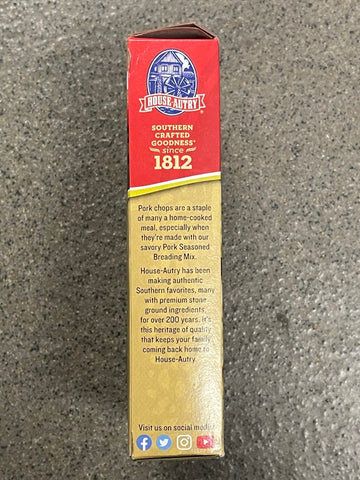 HOUSE-AUTRY®
SOUTHERN
CRAFTED
GOODNESS®
since
1812
Pork chops are a staple
of many a home-cooked
meal, especially when
they're made with our
savory Pork Seasoned
Breading Mix.
House-Autry has been
making authentic
Southern favorites, many
with premium stone
ground ingredients,
for over 200 years. It's
this heritage of quality
that keeps your family
coming back home to
House-Autry.
Visit us on social media!